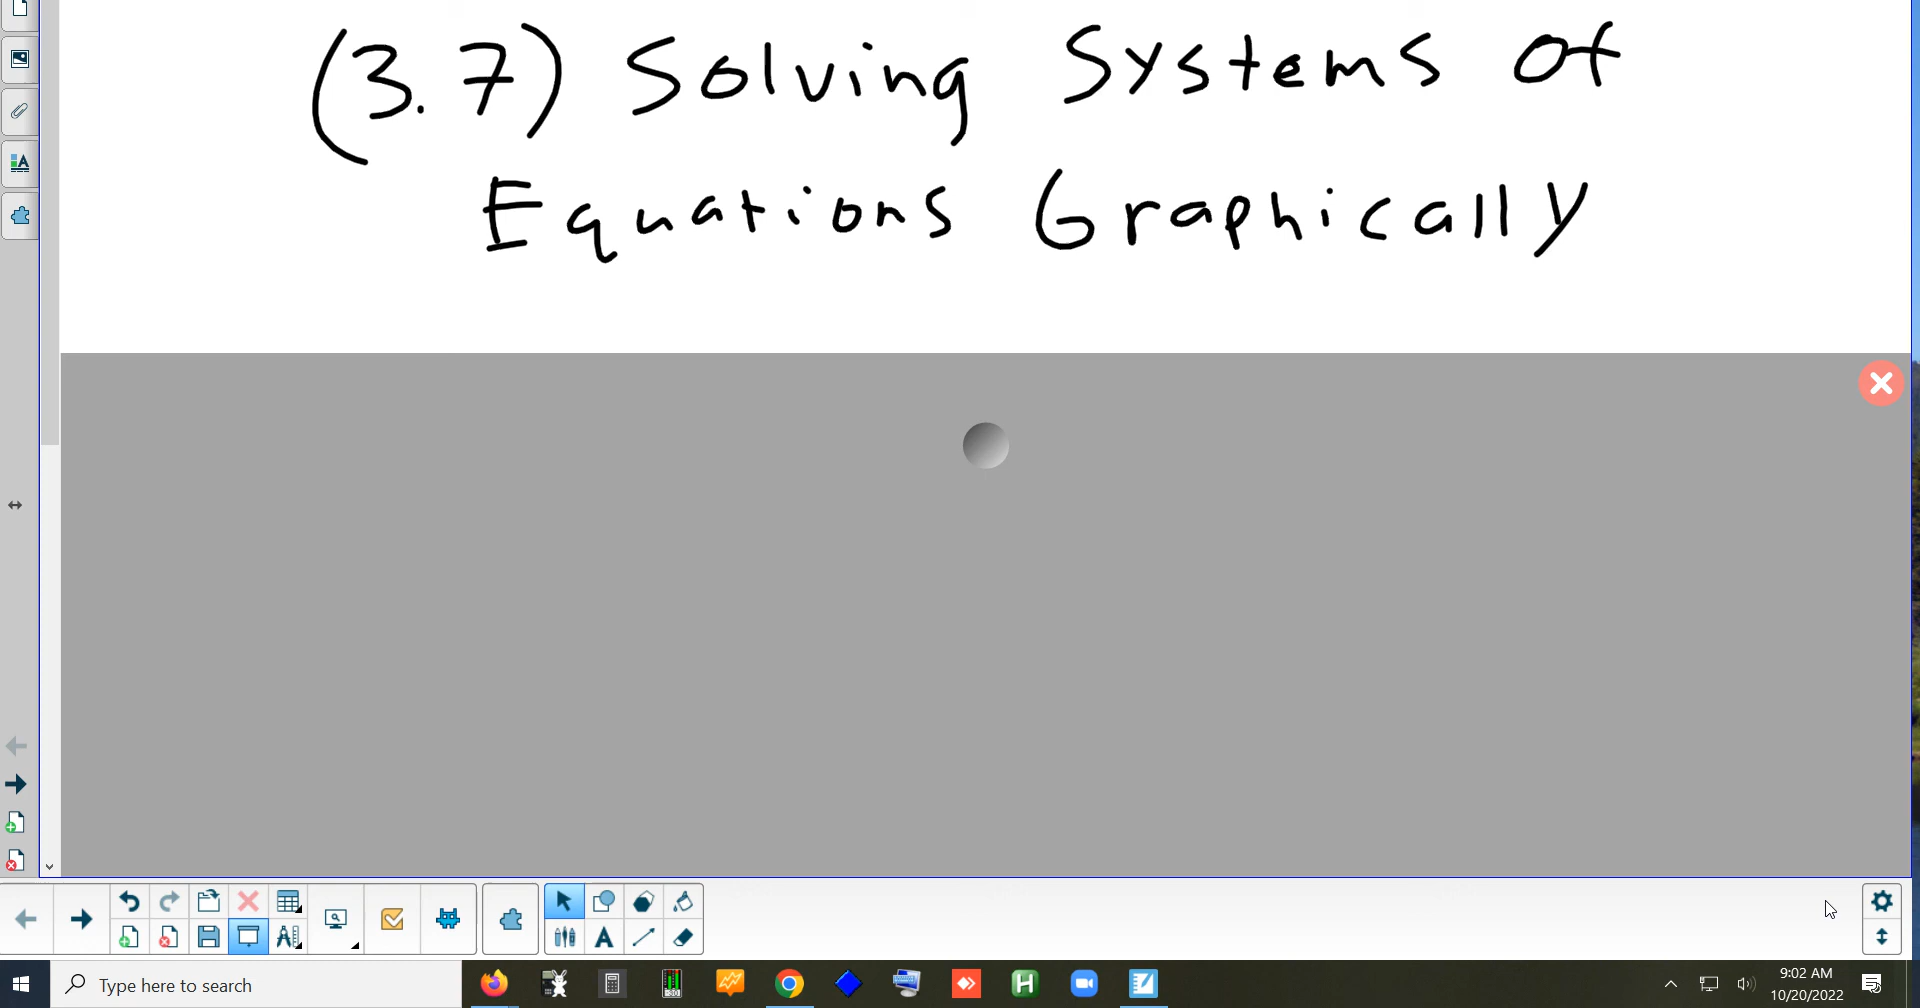 (3.7) Solving Systems of
Equations Graphically
Type here to search
9:02 AM
10/20/2022